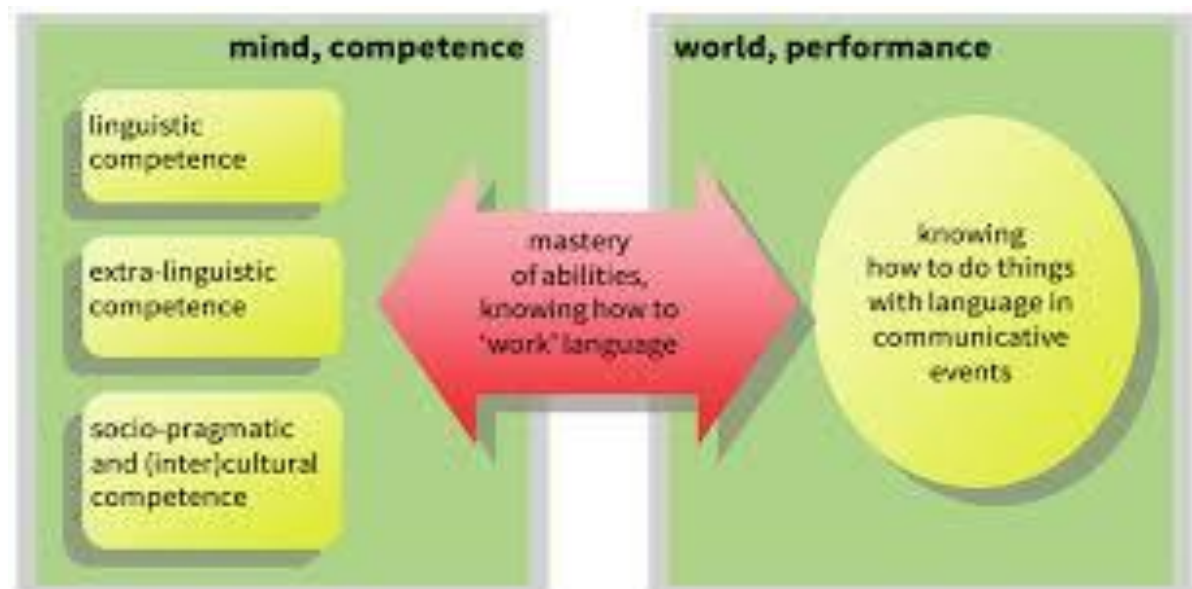 mind, competence
linguistic
competence
extra-linguistic
competence
socio-pragmatic
and (inter)cultural
competence
mastery
of abilities,
knowing how to
'work' language
world, performance
knowing
how to do things
with language in
communicative
events